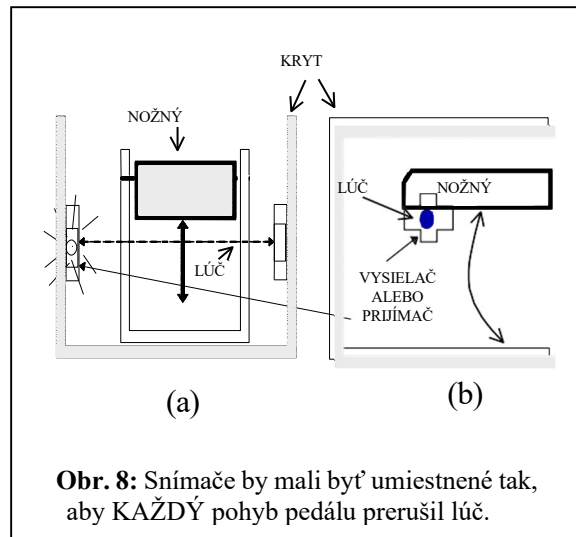 KRYT
NOŽNÝ
LÚČ
(a)
LÚČ
NOŽNÝ
VYSIELAČ
ALEBO
PRIJÍMAČ
(b)
Obr. 8: Snímače by mali byť umiestnené tak,
aby KAŽDÝ pohyb pedálu prerušil lúč.